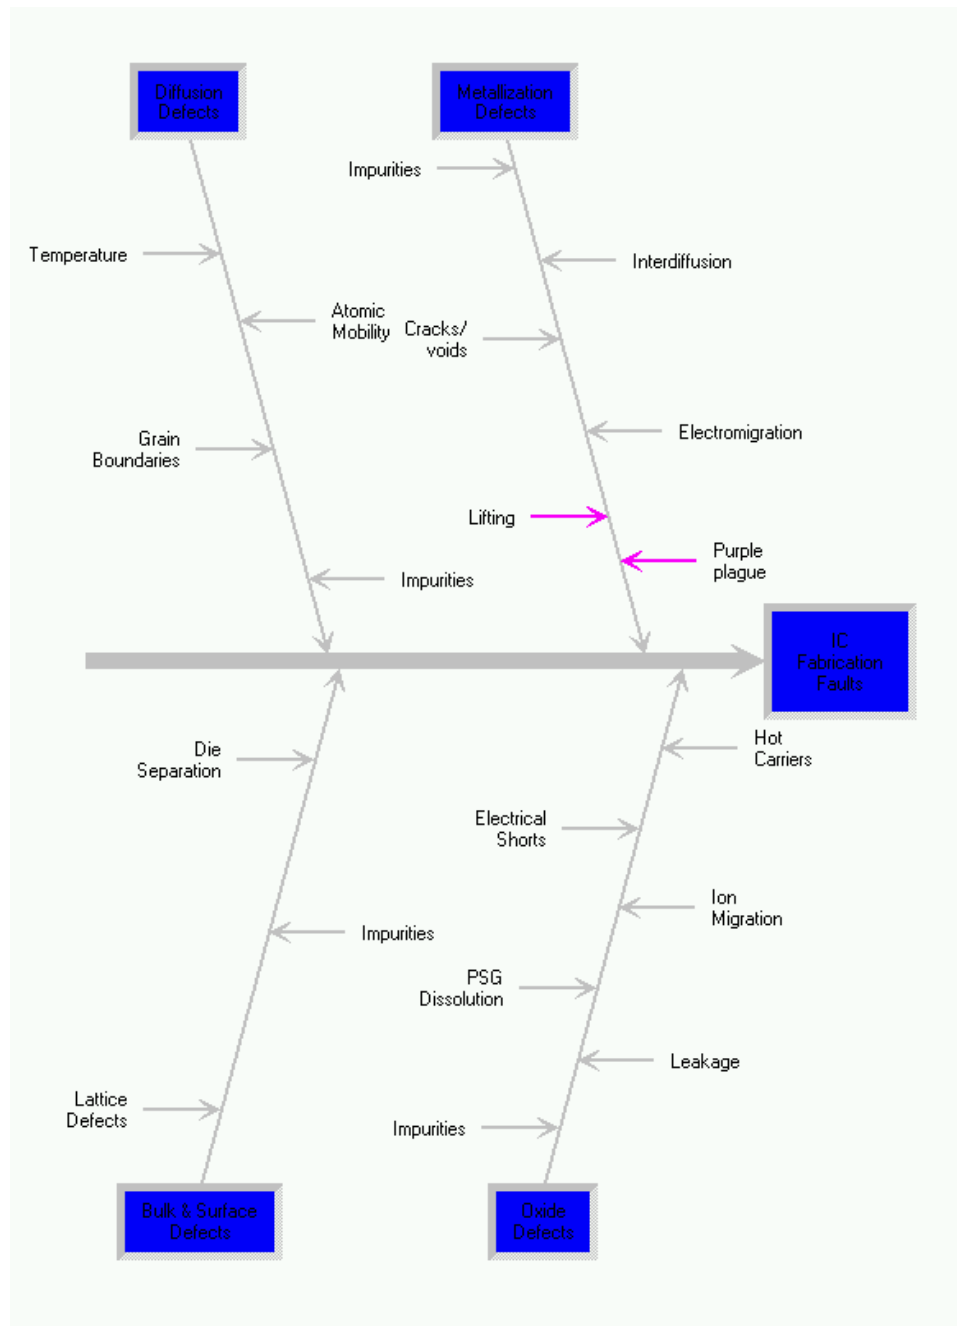 Diffusion
Defects
Metallization
Defects
Impurities
Temperature
Interdiffusion
Atomic
Mobility
Cracks/
voids
Grain
Boundaries
Electromigration
Lifting
Purple
plague
Impurities
IC
Fabrication
Faults
Die
Separation
Hot
Carriers
Electrical
Shorts
Ion
Migration
Impurities
PSG
Dissolution
Leakage
Lattice
Defects
Impurities
Bulk & Surface
Defects
Oxide
Defects